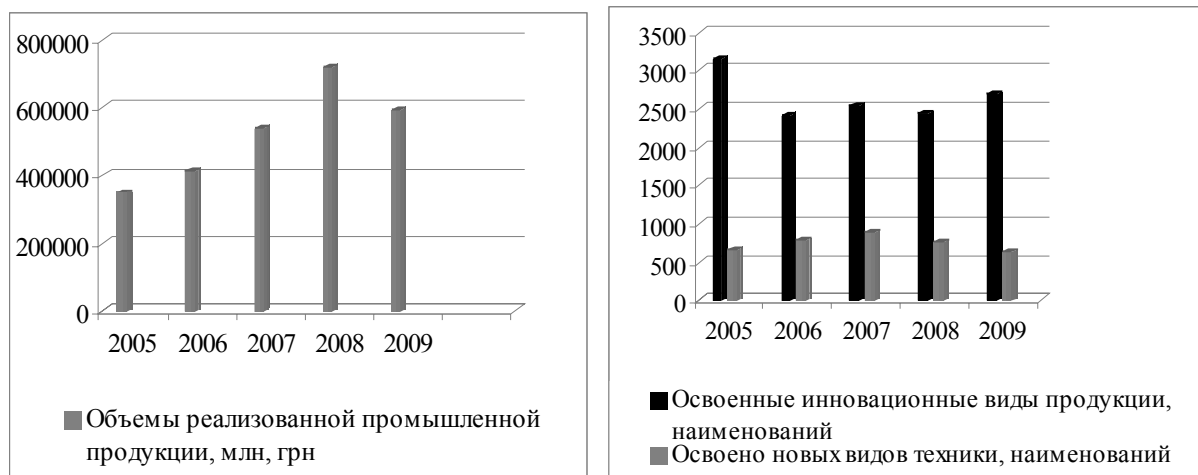 800000
600000
400000
200000
0
2005 2006 2007 2008 2009
Объемы реализованной промышленной
продукции, млн, грн
3500
3000
2500
2000
1500
1000
500
0
2005 2006 2007 2008 2009
Освоенные инновационные виды продукции,
наименований
Освоено новых видов техники, наименований